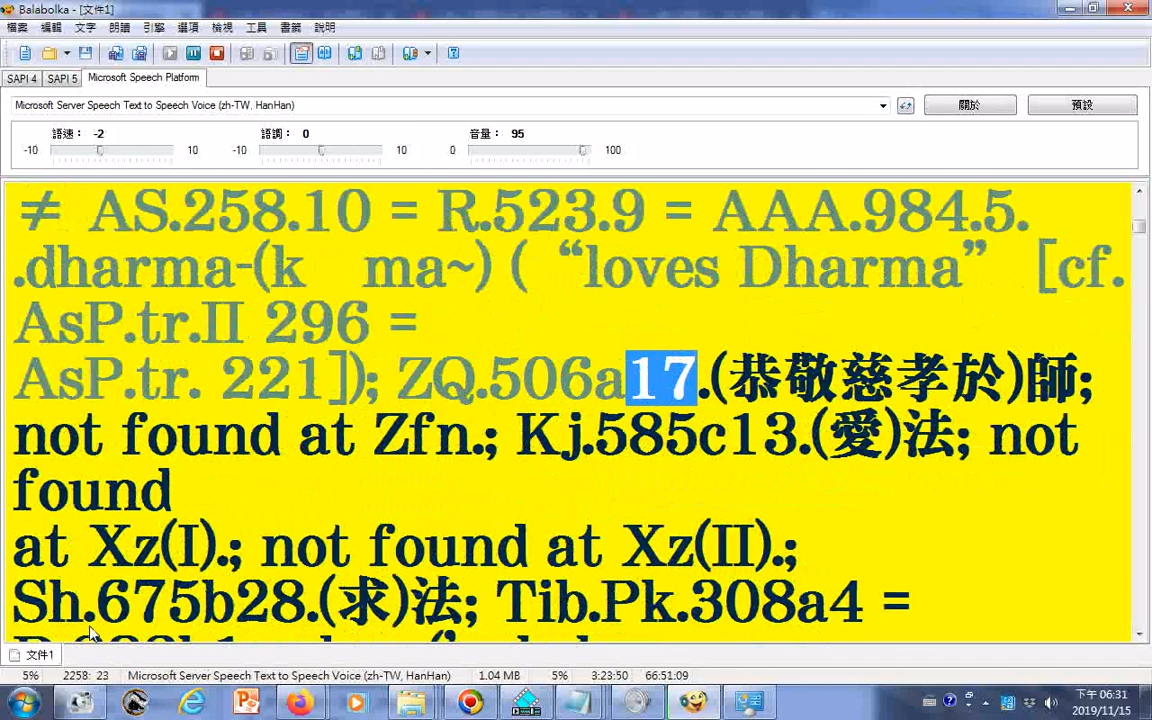 Balabolka - [文件1]
檔案 編輯 文字 朗讀 引擎 選項 檢視 工具 書籤 說明
SAPI 4 SAPI 5 Microsoft Speech Platform
Microsoft Server Speech Text to Speech Voice (zh-TW, HanHan) 關於 預設
語速： -2 語調： 0 音量： 95
-10 10 -10 10 0 100
≠ AS.258.10 = R.523.9 = AAA.984.5.
.dharma-(k ma~) ( “loves Dharma” [cf.
AsP.tr.II 296 =
AsP.tr. 221]); ZQ.506a17.(恭敬慈孝於)師;
not found at Zfn.; Kj.585c13.(愛)法; not
found
at Xz(I).; not found at Xz(II).;
Sh.675b28.(求)法; Tib.Pk.308a4 =
文件1
5% 2258: 23 Microsoft Server Speech Text to Speech Voice (zh-TW, HanHan) 1.04 MB 5% 3:23:50 66:51:09
下午 06:31
2019/11/15